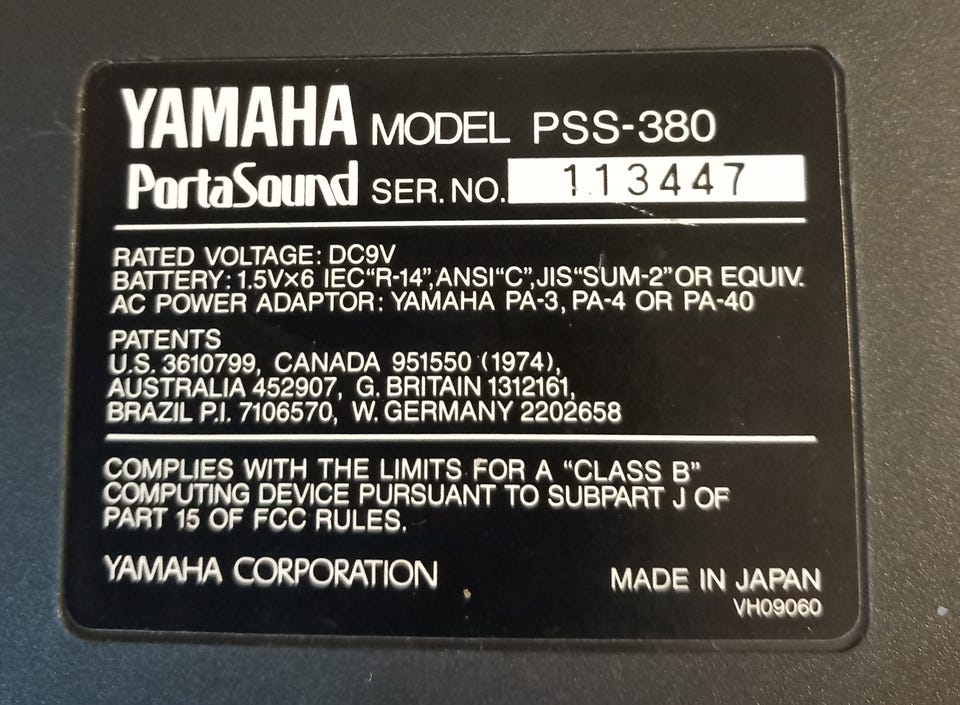 YAMAHA MODEL PSS-380
PortaSound SER. NO. 113447
RATED VOLTAGE: DC9V
BATTERY: 1.5V×6 IEC“R-14”, ANSI“C”, JIS“SUM-2” OR EQUIV.
AC POWER ADAPTOR: YAMAHA PA-3, PA-4 OR PA-40
PATENTS
U.S. 3610799, CANADA 951550 (1974),
AUSTRALIA 452907, G. BRITAIN 1312161,
BRAZIL P.I. 7106570, W. GERMANY 2202658
COMPLIES WITH THE LIMITS FOR A “CLASS B”
COMPUTING DEVICE PURSUANT TO SUBPART J OF
PART 15 OF FCC RULES.
YAMAHA CORPORATION MADE IN JAPAN
VH09060